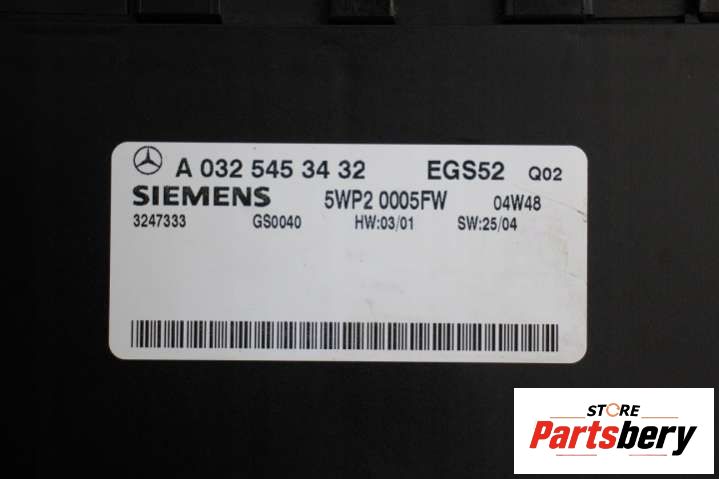 A 032 545 34 32 EGS52 Q02
SIEMENS 5WP2 0005FW 04W48
3247333 GS0040 HW:03/01 SW:25/04
STORE
Partsbery